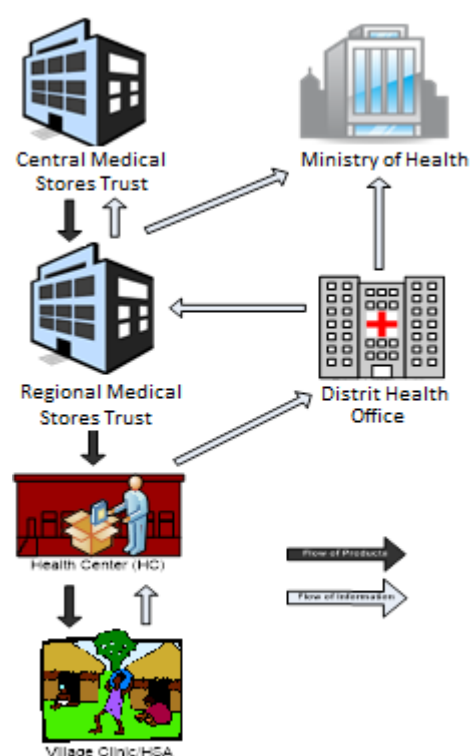 Central Medical
Stores Trust
Ministry of Health
Regional Medical
Stores Trust
Distrit Health
Office
Health Center (HC)
Flow of Products
Flow of Information
Village Clinic/HSA